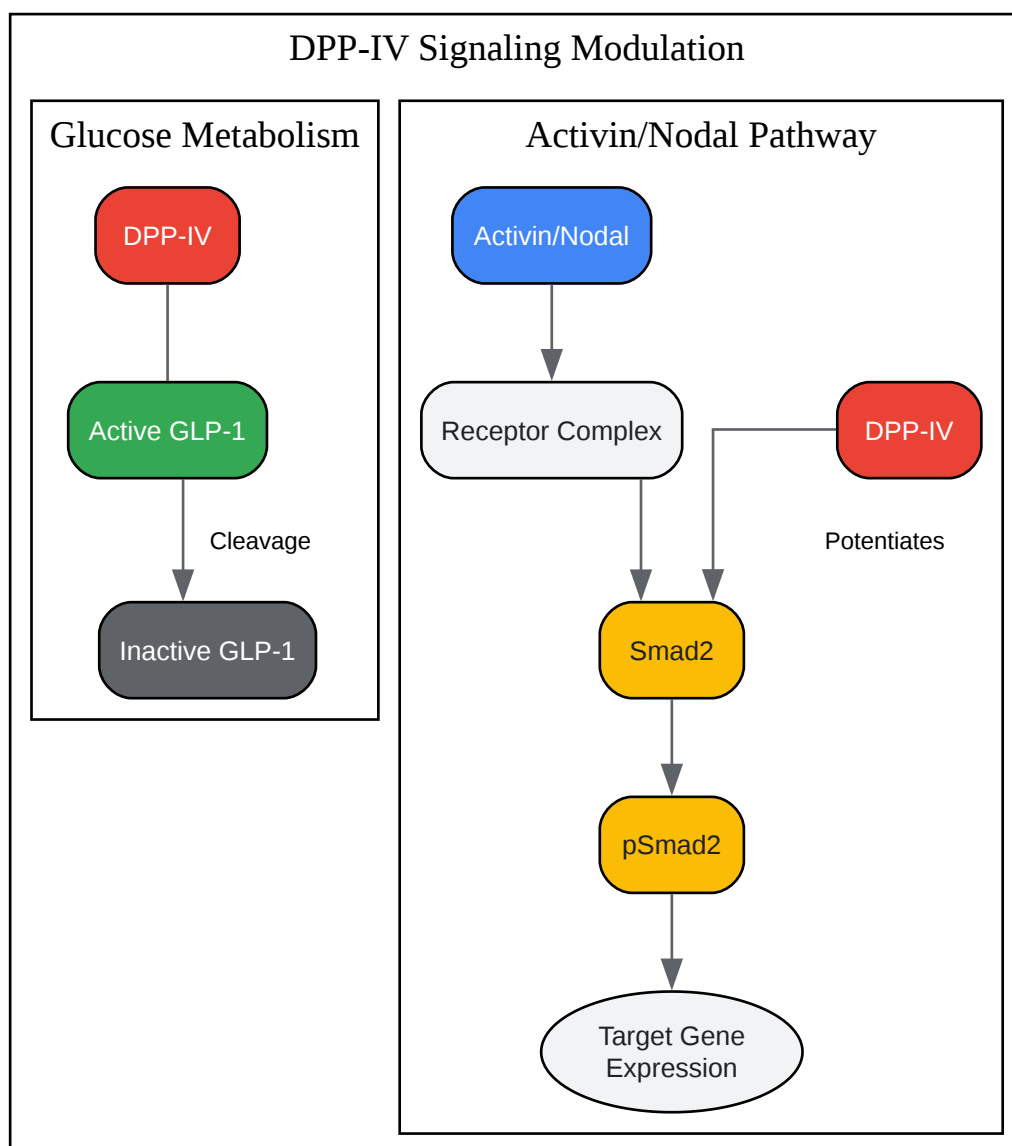 DPP-IV Signaling Modulation
Glucose Metabolism
DPP-IV
Active GLP-1
Cleavage
Inactive GLP-1
Activin/Nodal Pathway
Activin/Nodal
Receptor Complex
DPP-IV
Potentiates
Smad2
pSmad2
Target Gene
Expression